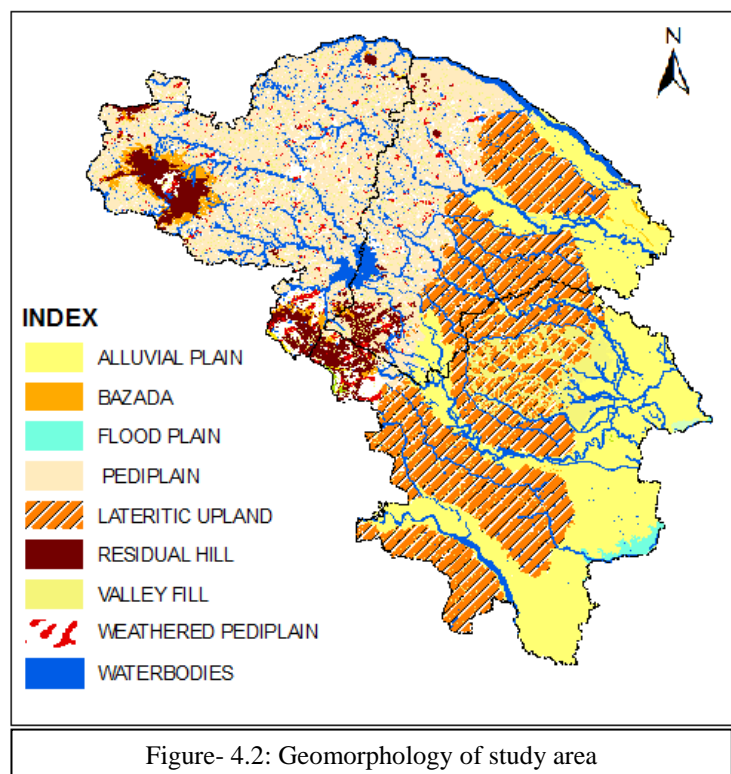 N
INDEX
ALLUVIAL PLAIN
BAZADA
FLOOD PLAIN
PEDIPLAIN
LATERITIC UPLAND
RESIDUAL HILL
VALLEY FILL
WEATHERED PEDIPLAIN
WATERBODIES
Figure- 4.2: Geomorphology of study area